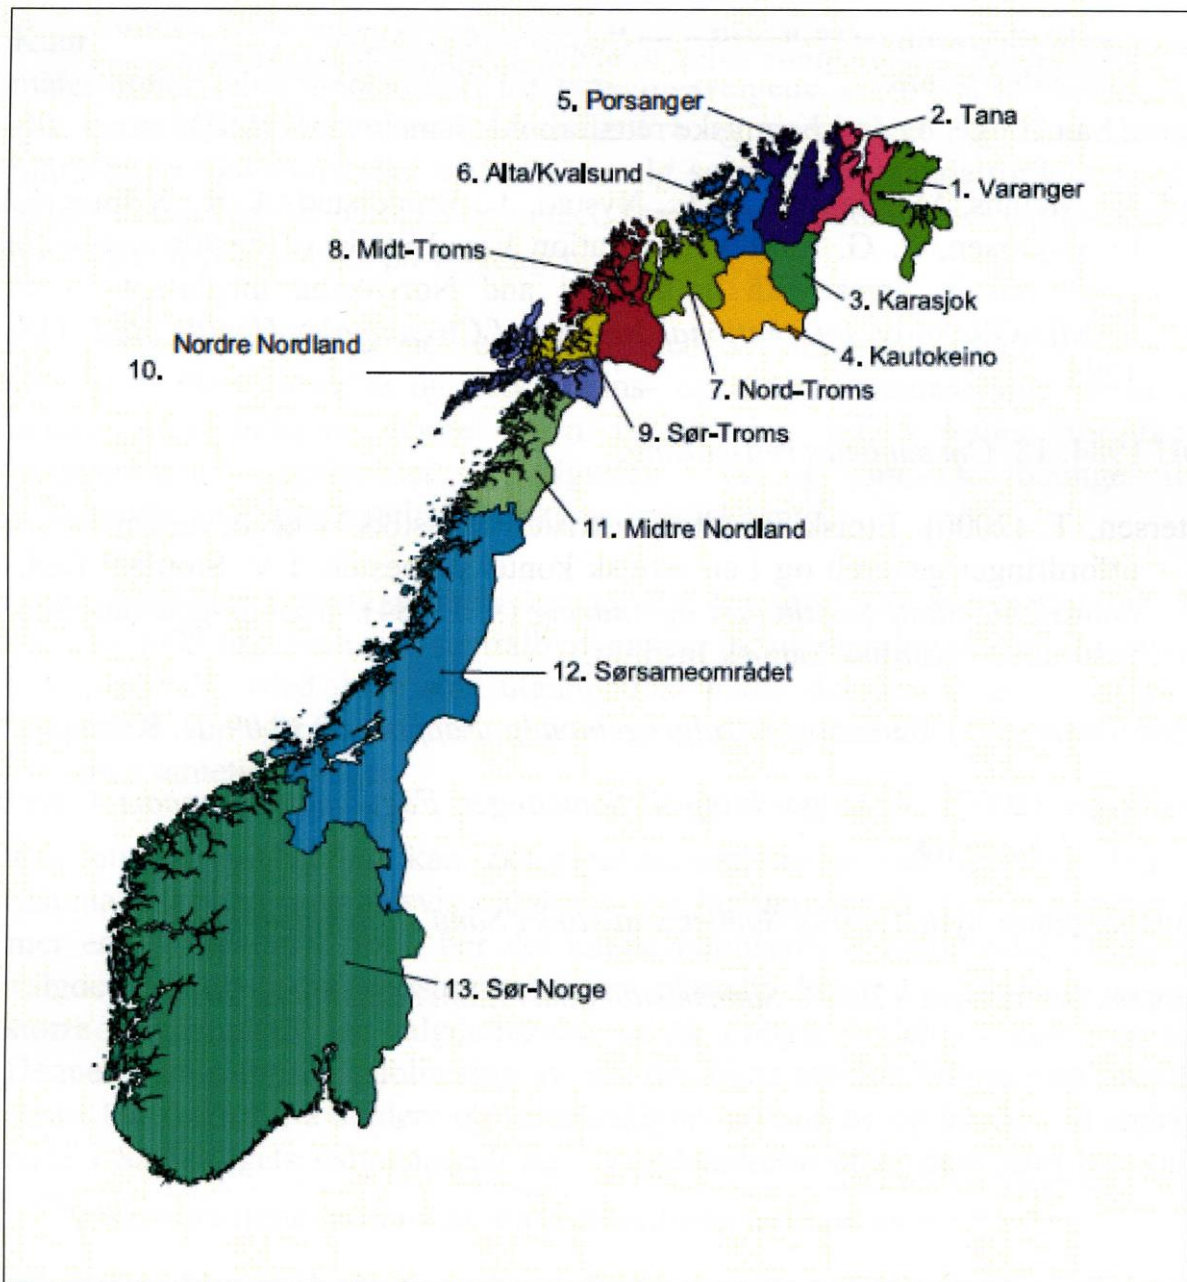 5. Porsanger
2. Tana
6. Alta/Kvalsund
1. Varanger
8. Midt-Troms
3. Karasjok
Nordre Nordland
10.
4. Kautokeino
7. Nord-Troms
9. Sør-Troms
11. Midtre Nordland
12. Sørsameområdet
13. Sør-Norge